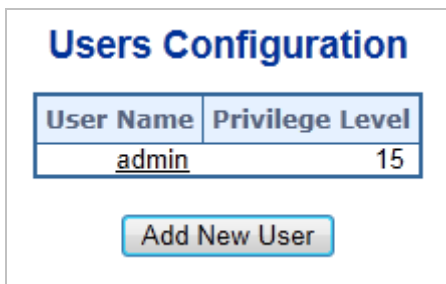 Users Configuration
User Name Privilege Level
admin 15
Add New User